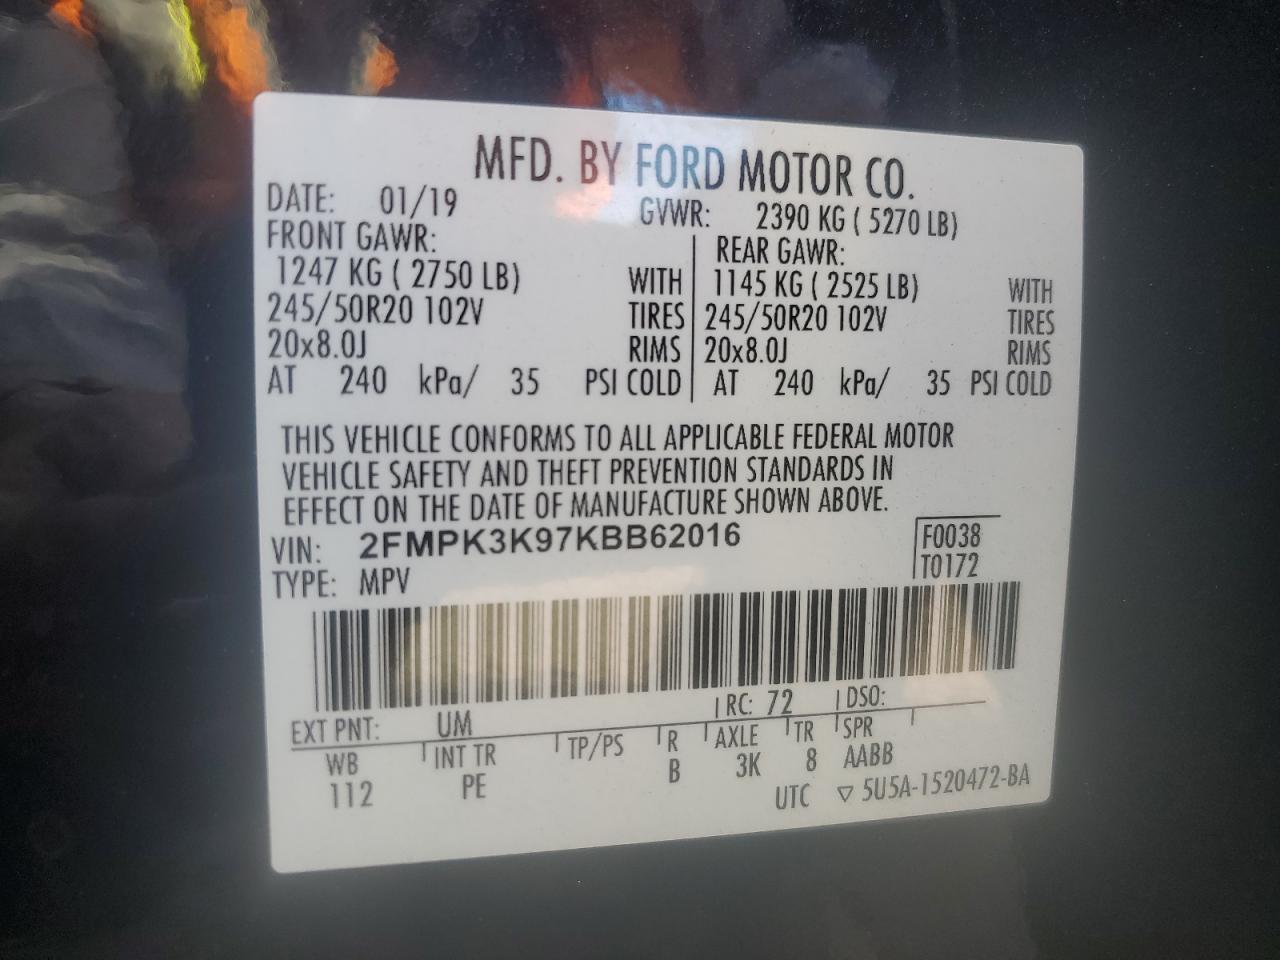 MFD. BY FORD MOTOR CO.
DATE: 01/19 GVWR: 2390 KG ( 5270 LB)
FRONT GAWR: REAR GAWR:
1247 KG ( 2750 LB) WITH 1145 KG ( 2525 LB) WITH
245/50R20 102V TIRES 245/50R20 102V TIRES
20x8.0J RIMS 20x8.0J RIMS
AT 240 kPa/ 35 PSI COLD AT 240 kPa/ 35 PSI COLD
THIS VEHICLE CONFORMS TO ALL APPLICABLE FEDERAL MOTOR
VEHICLE SAFETY AND THEFT PREVENTION STANDARDS IN
EFFECT ON THE DATE OF MANUFACTURE SHOWN ABOVE.
VIN: 2FMPK3K97KBB62016 F0038
TYPE: MPV T0172
EXT PNT: UM RC: 72 DSO:
WB INT TR TP/PS R AXLE TR SPR
112 PE B 3K 8 AABB
UTC ▽ 5U5A-1520472-BA